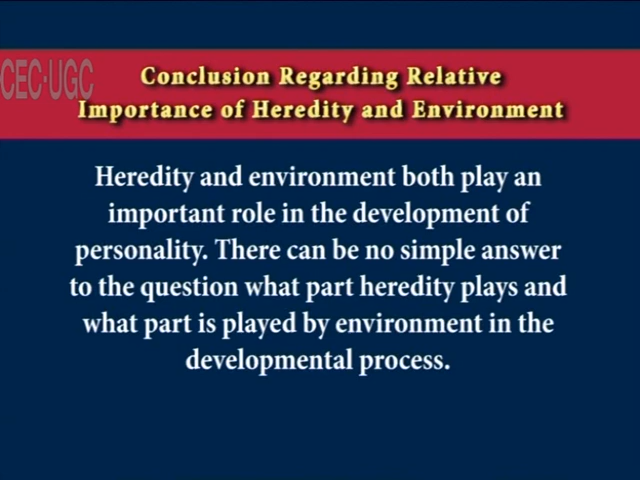 CEC-UGC
Conclusion Regarding Relative
Importance of Heredity and Environment
Heredity and environment both play an
important role in the development of
personality. There can be no simple answer
to the question what part heredity plays and
what part is played by environment in the
developmental process.